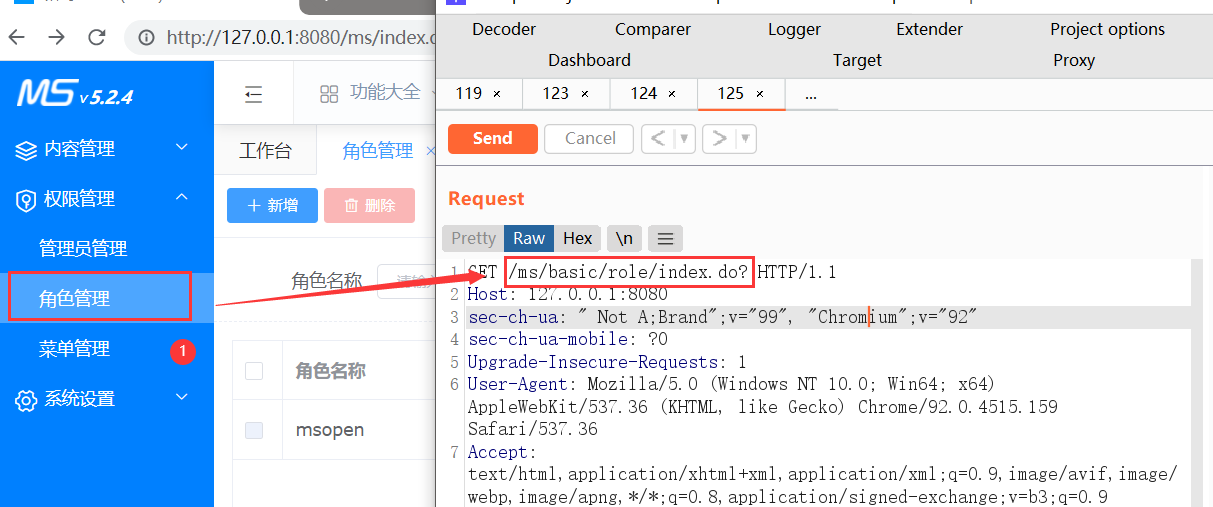 Decoder Comparer Logger Extender Project options
http://127.0.0.1:8080/ms/index.d
Dashboard Target Proxy
MS v 5.2.4
功能大全
119 × 123 × 124 × 125 × ...
Send Cancel < ▼ > ▼
内容管理
工作台 角色管理 ×
权限管理
+ 新增 删除
Request
管理员管理
Pretty Raw Hex \n
角色名称
角色管理
1 GET /ms/basic/role/index.do? HTTP/1.1
2 Host: 127.0.0.1:8080
3 sec-ch-ua: " Not A;Brand";v="99", "Chromium";v="92"
4 sec-ch-ua-mobile: ?0
菜单管理
1
5 Upgrade-Insecure-Requests: 1
角色名称
6 User-Agent: Mozilla/5.0 (Windows NT 10.0; Win64; x64)
系统设置
AppleWebKit/537.36 (KHTML, like Gecko) Chrome/92.0.4515.159
Safari/537.36
msopen
7 Accept:
text/html,application/xhtml+xml,application/xml;q=0.9,image/avif,image/
webp,image/apng,*/*;q=0.8,application/signed-exchange;v=b3;q=0.9